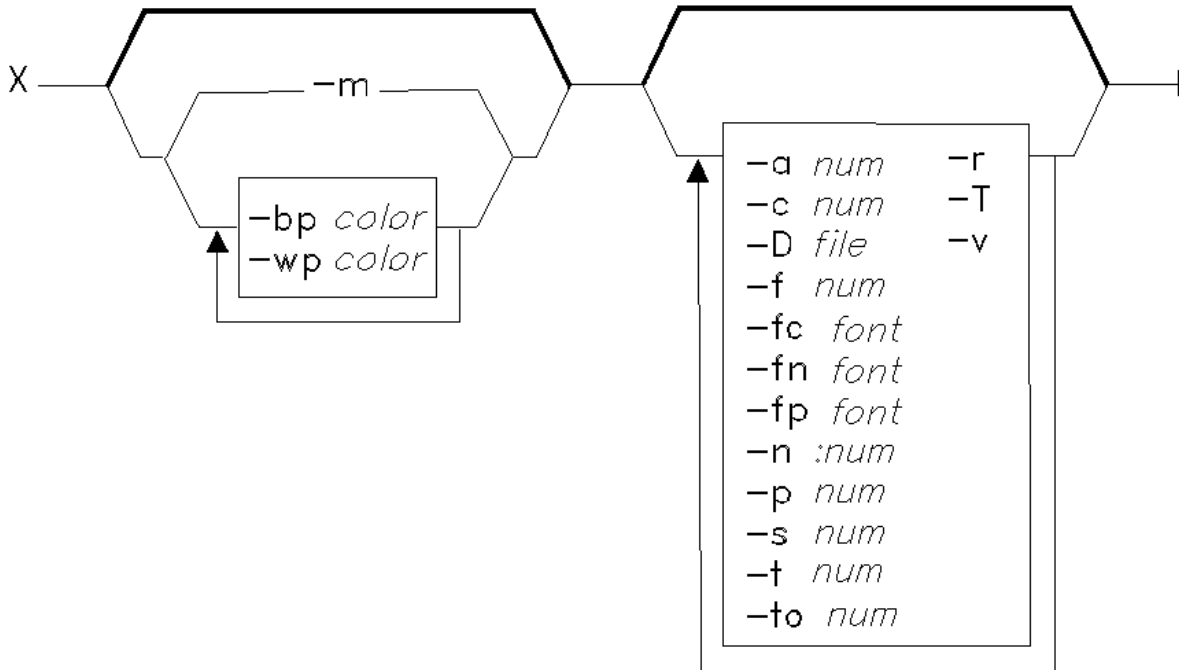 X
-m
-bp color
-wp color
-a num -r
-c num -T
-D file -v
-f num
-fc font
-fn font
-fp font
-n :num
-p num
-s num
-t num
-to num